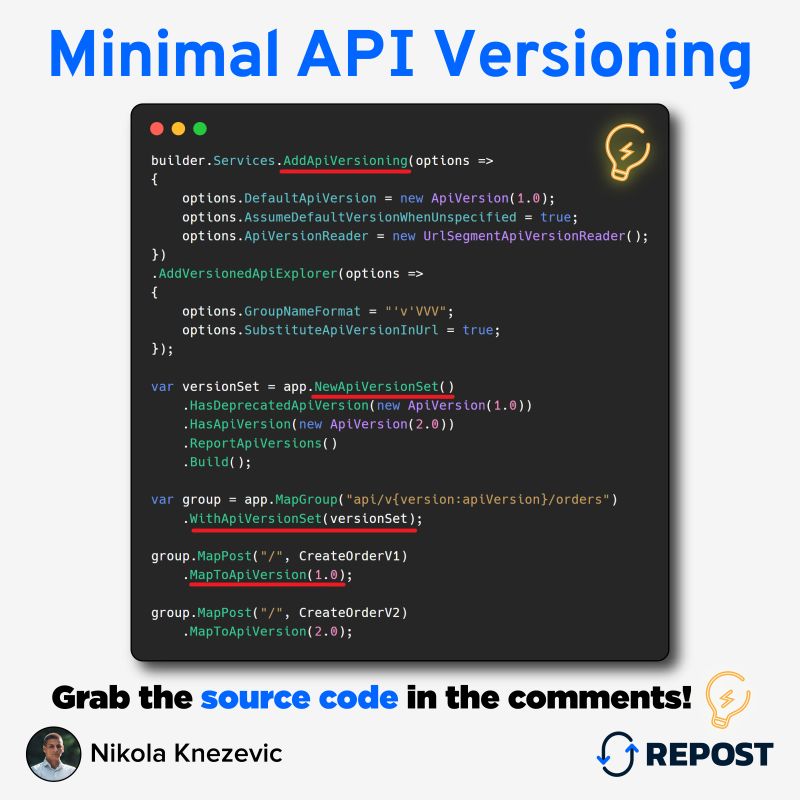 Minimal API Versioning
builder.Services.AddApiVersioning(options =>
{
    options.DefaultApiVersion = new ApiVersion(1.0);
    options.AssumeDefaultVersionWhenUnspecified = true;
    options.ApiVersionReader = new UrlSegmentApiVersionReader();
})
.AddVersionedApiExplorer(options =>
{
    options.GroupNameFormat = "'v'VVV";
    options.SubstituteApiVersionInUrl = true;
});
var versionSet = app.NewApiVersionSet()
    .HasDeprecatedApiVersion(new ApiVersion(1.0))
    .HasApiVersion(new ApiVersion(2.0))
    .ReportApiVersions()
    .Build();
var group = app.MapGroup("api/v{version:apiVersion}/orders")
    .WithApiVersionSet(versionSet);
group.MapPost("/", CreateOrderV1)
    .MapToApiVersion(1.0);
group.MapPost("/", CreateOrderV2)
    .MapToApiVersion(2.0);
Grab the source code in the comments!
Nikola Knezevic
REPOST